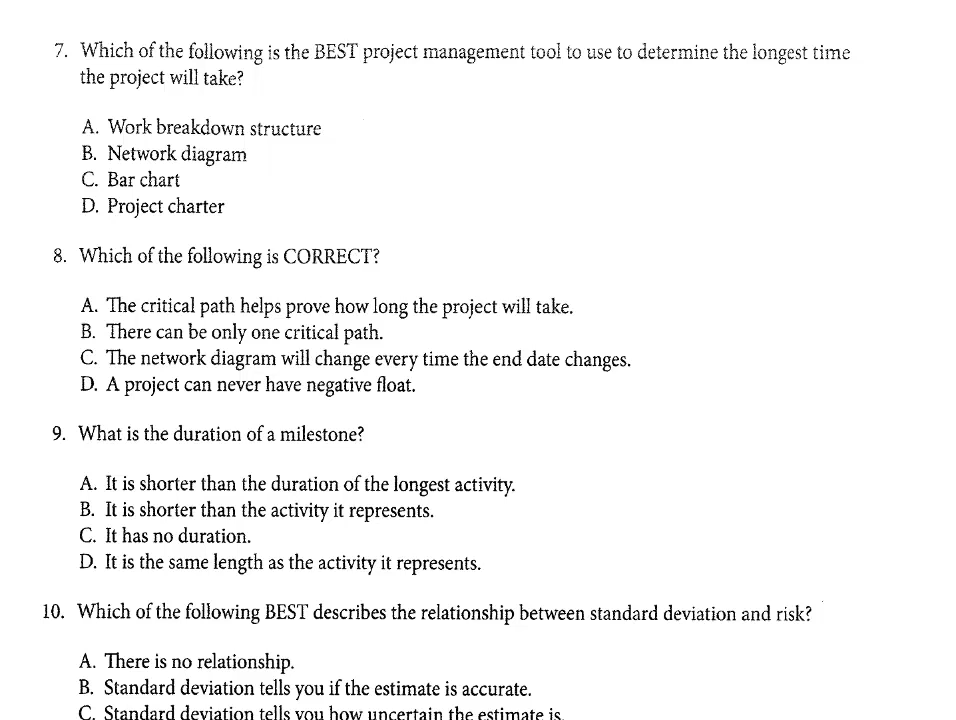 7. Which of the following is the BEST project management tool to use to determine the longest time
the project will take?
A. Work breakdown structure
B. Network diagram
C. Bar chart
D. Project charter
8. Which of the following is CORRECT?
A. The critical path helps prove how long the project will take.
B. There can be only one critical path.
C. The network diagram will change every time the end date changes.
D. A project can never have negative float.
9. What is the duration of a milestone?
A. It is shorter than the duration of the longest activity.
B. It is shorter than the activity it represents.
C. It has no duration.
D. It is the same length as the activity it represents.
10. Which of the following BEST describes the relationship between standard deviation and risk?
A. There is no relationship.
B. Standard deviation tells you if the estimate is accurate.
C. Standard deviation tells you how uncertain the estimate is.